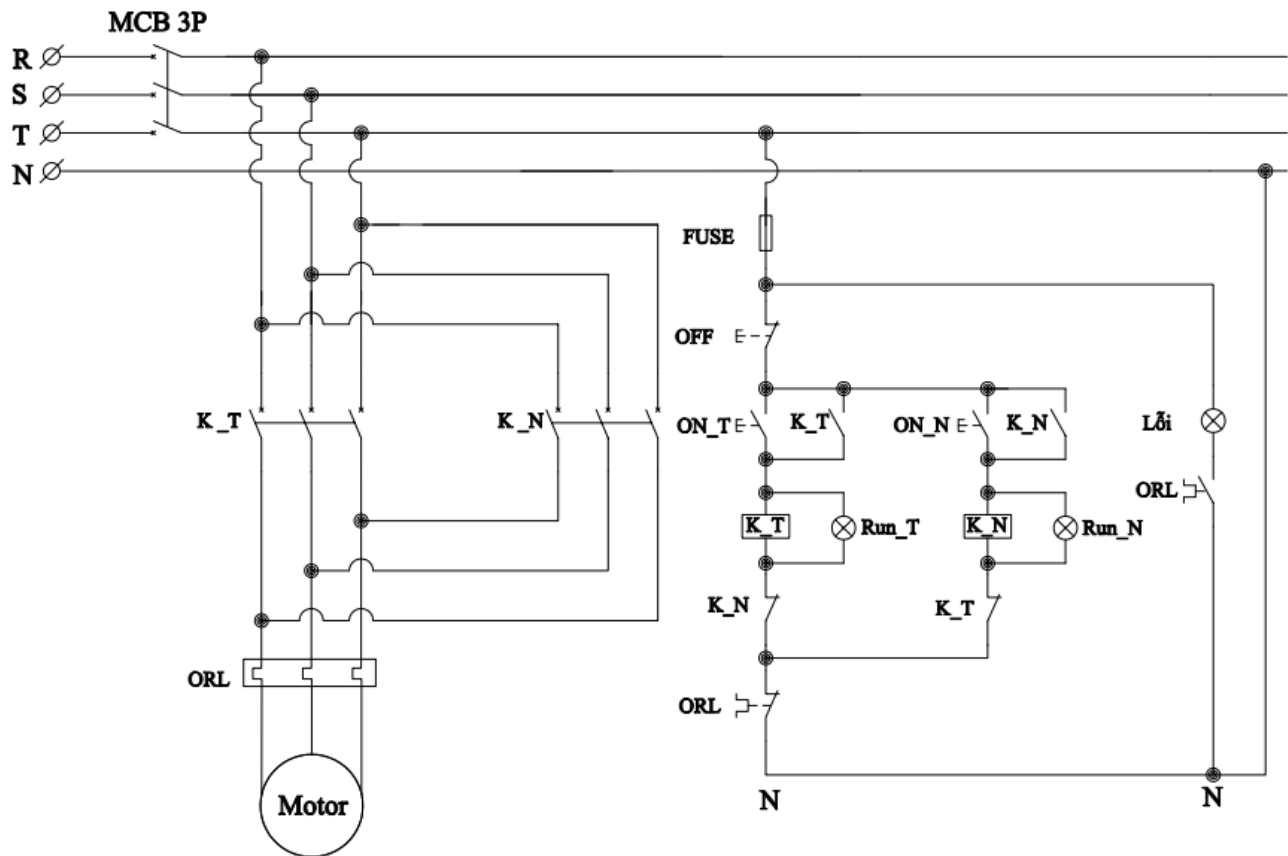 MCB 3P
R
S
T
N
FUSE
OFF
K_T
K_N
ON_T
K_T
ON_N
K_N
Lỗi
ORL
K_T
Run_T
K_N
Run_N
K_N
K_T
ORL
ORL
Motor
N
N